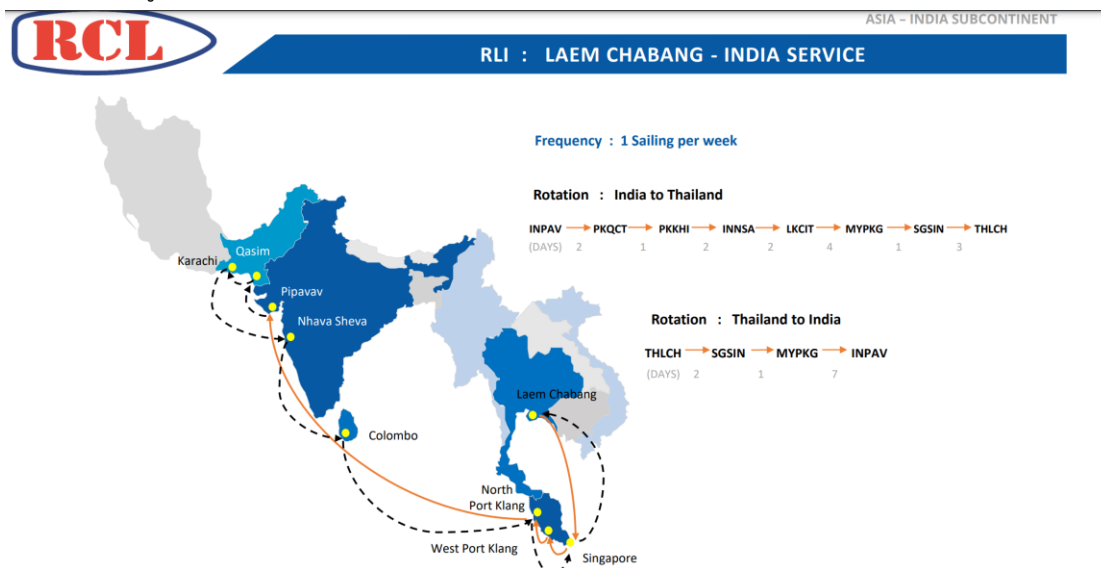 ASIA – INDIA SUBCONTINENT
RCL
RLI : LAEM CHABANG - INDIA SERVICE
Frequency : 1 Sailing per week
Rotation : India to Thailand
INPAV PKQCT PKKHI INNSA LKCIT MYPKG SGSIN THLCH
(DAYS) 2 1 2 2 4 1 3
Rotation : Thailand to India
THLCH SGSIN MYPKG INPAV
(DAYS) 2 1 7
Qasim
Karachi
Pipavav
Nhava Sheva
Laem Chabang
Colombo
North
Port Klang
West Port Klang
Singapore